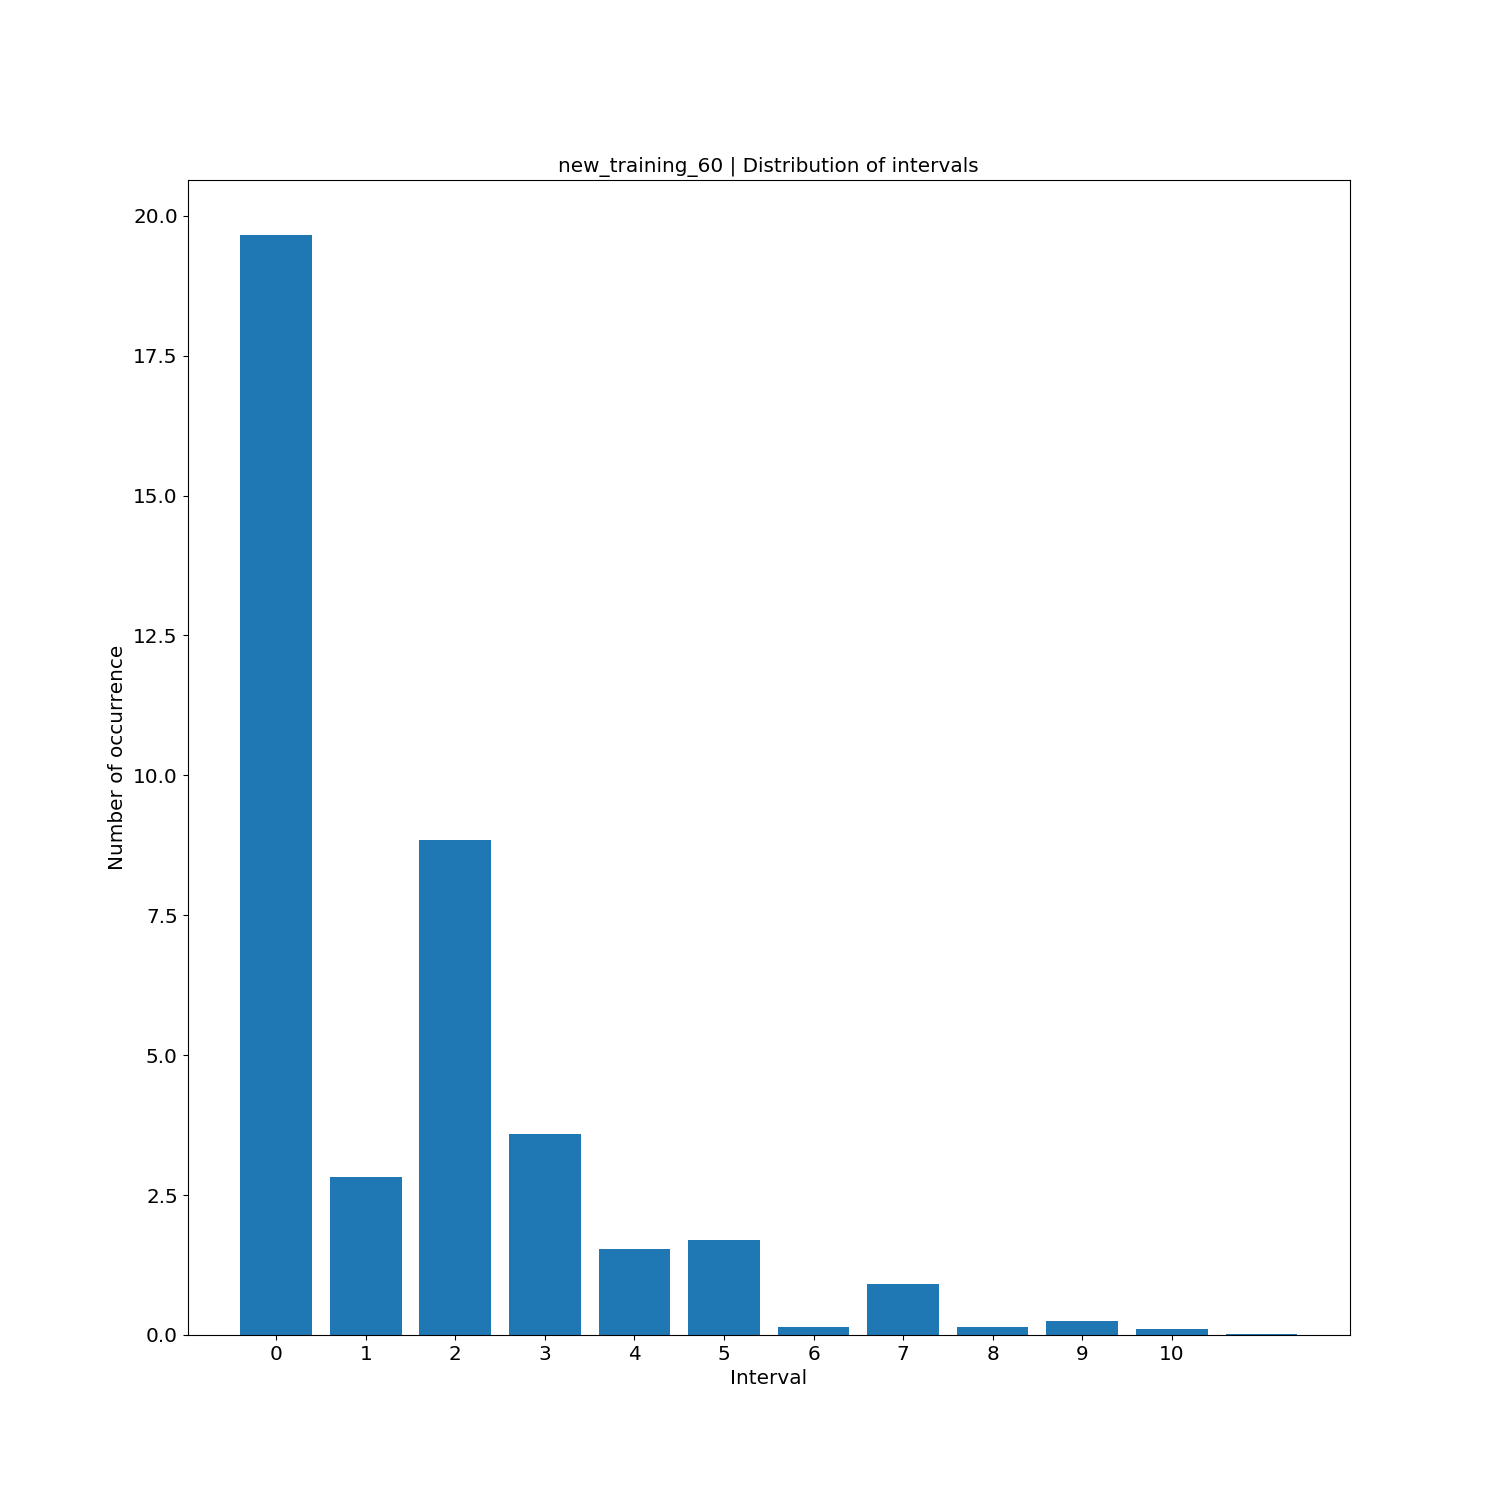 new_training_60 | Distribution of intervals
20.0
17.5
15.0
12.5
10.0
7.5
5.0
2.5
0.0
Number of occurrence
0 1 2 3 4 5 6 7 8 9 10
Interval